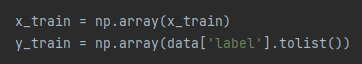 x_train = np.array(x_train)
y_train = np.array(data['label'].tolist())